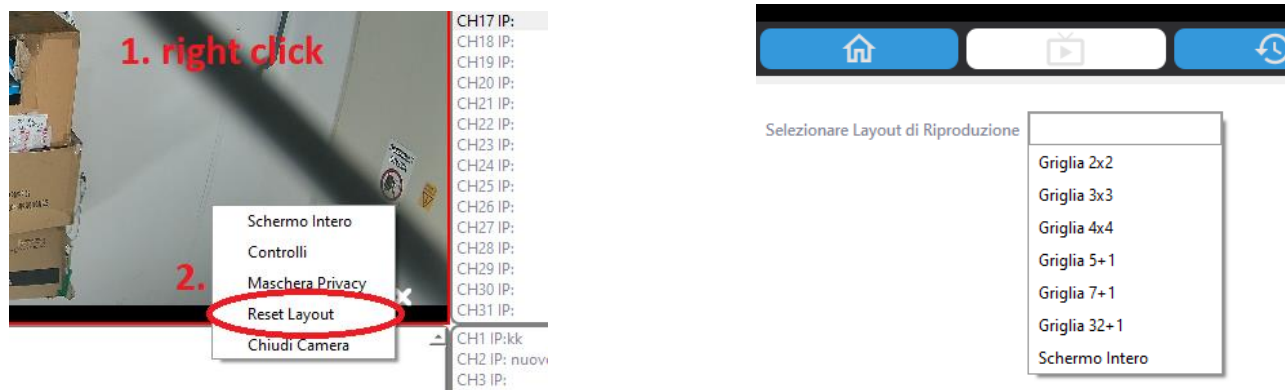 1. right click
CH17 IP:
CH18 IP:
CH19 IP:
CH20 IP:
CH21 IP:
CH22 IP:
CH23 IP:
CH24 IP:
CH25 IP:
CH26 IP:
CH27 IP:
CH28 IP:
CH29 IP:
CH30 IP:
CH31 IP:
2.
Schermo Intero
Controlli
Maschera Privacy
Reset Layout
Chiudi Camera
CH1 IP:kk
CH2 IP: nuovo
CH3 IP:
Selezionare Layout di Riproduzione
Griglia 2x2
Griglia 3x3
Griglia 4x4
Griglia 5+1
Griglia 7+1
Griglia 32+1
Schermo Intero